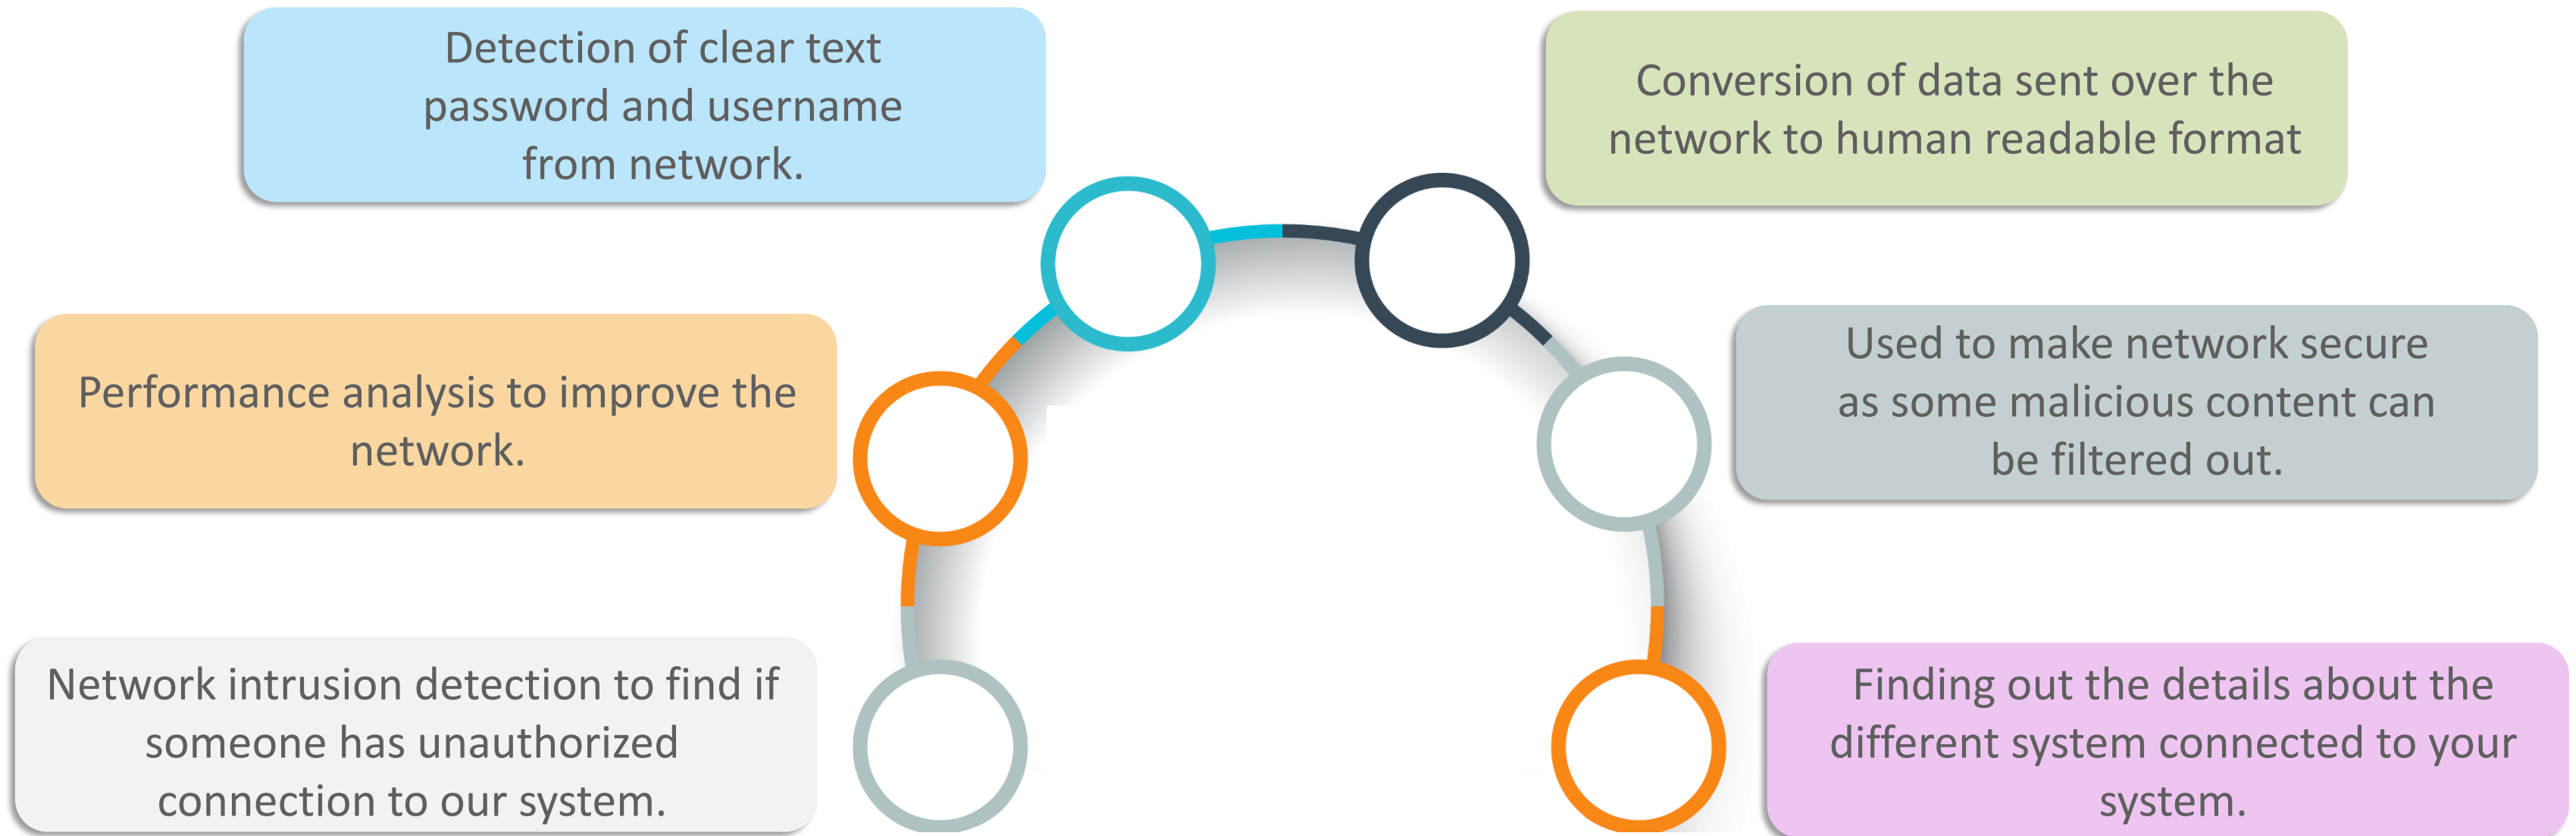 Detection of clear text
password and username
from network.
Conversion of data sent over the
network to human readable format
Performance analysis to improve the
network.
Used to make network secure
as some malicious content can
be filtered out.
Network intrusion detection to find if
someone has unauthorized
connection to our system.
Finding out the details about the
different system connected to your
system.